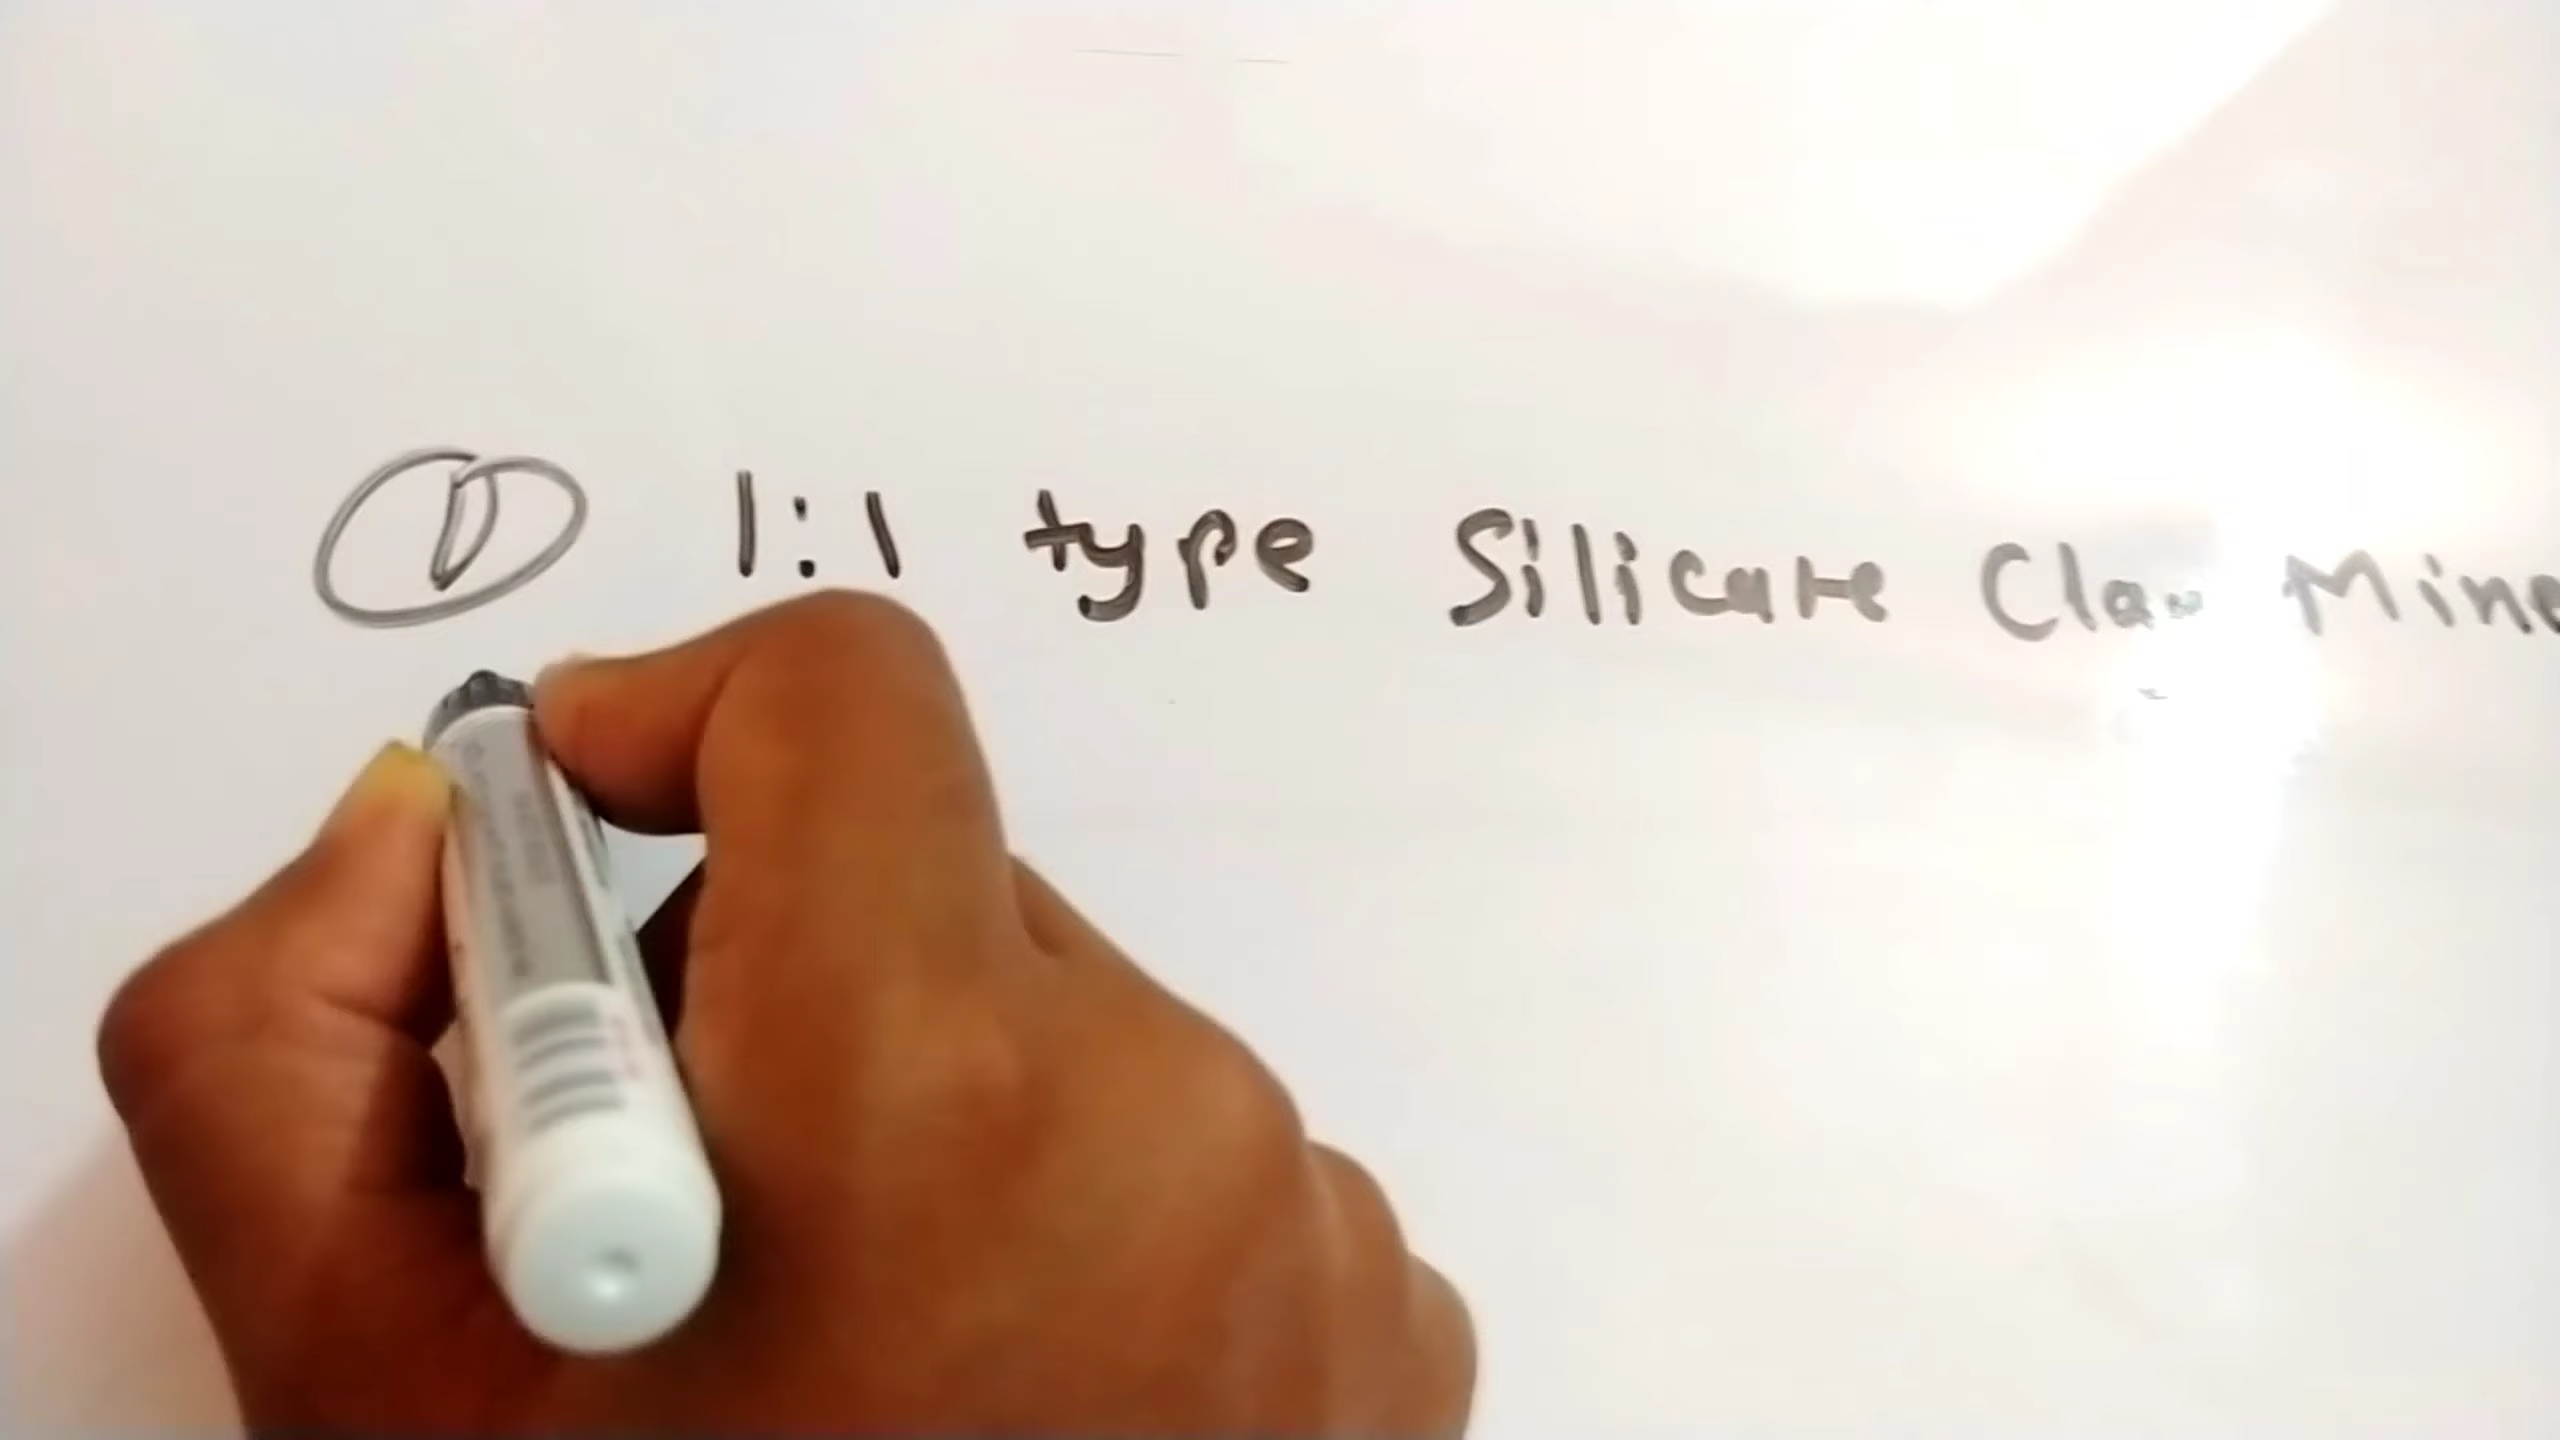 ① 1:1 type Silicate Clay Mine